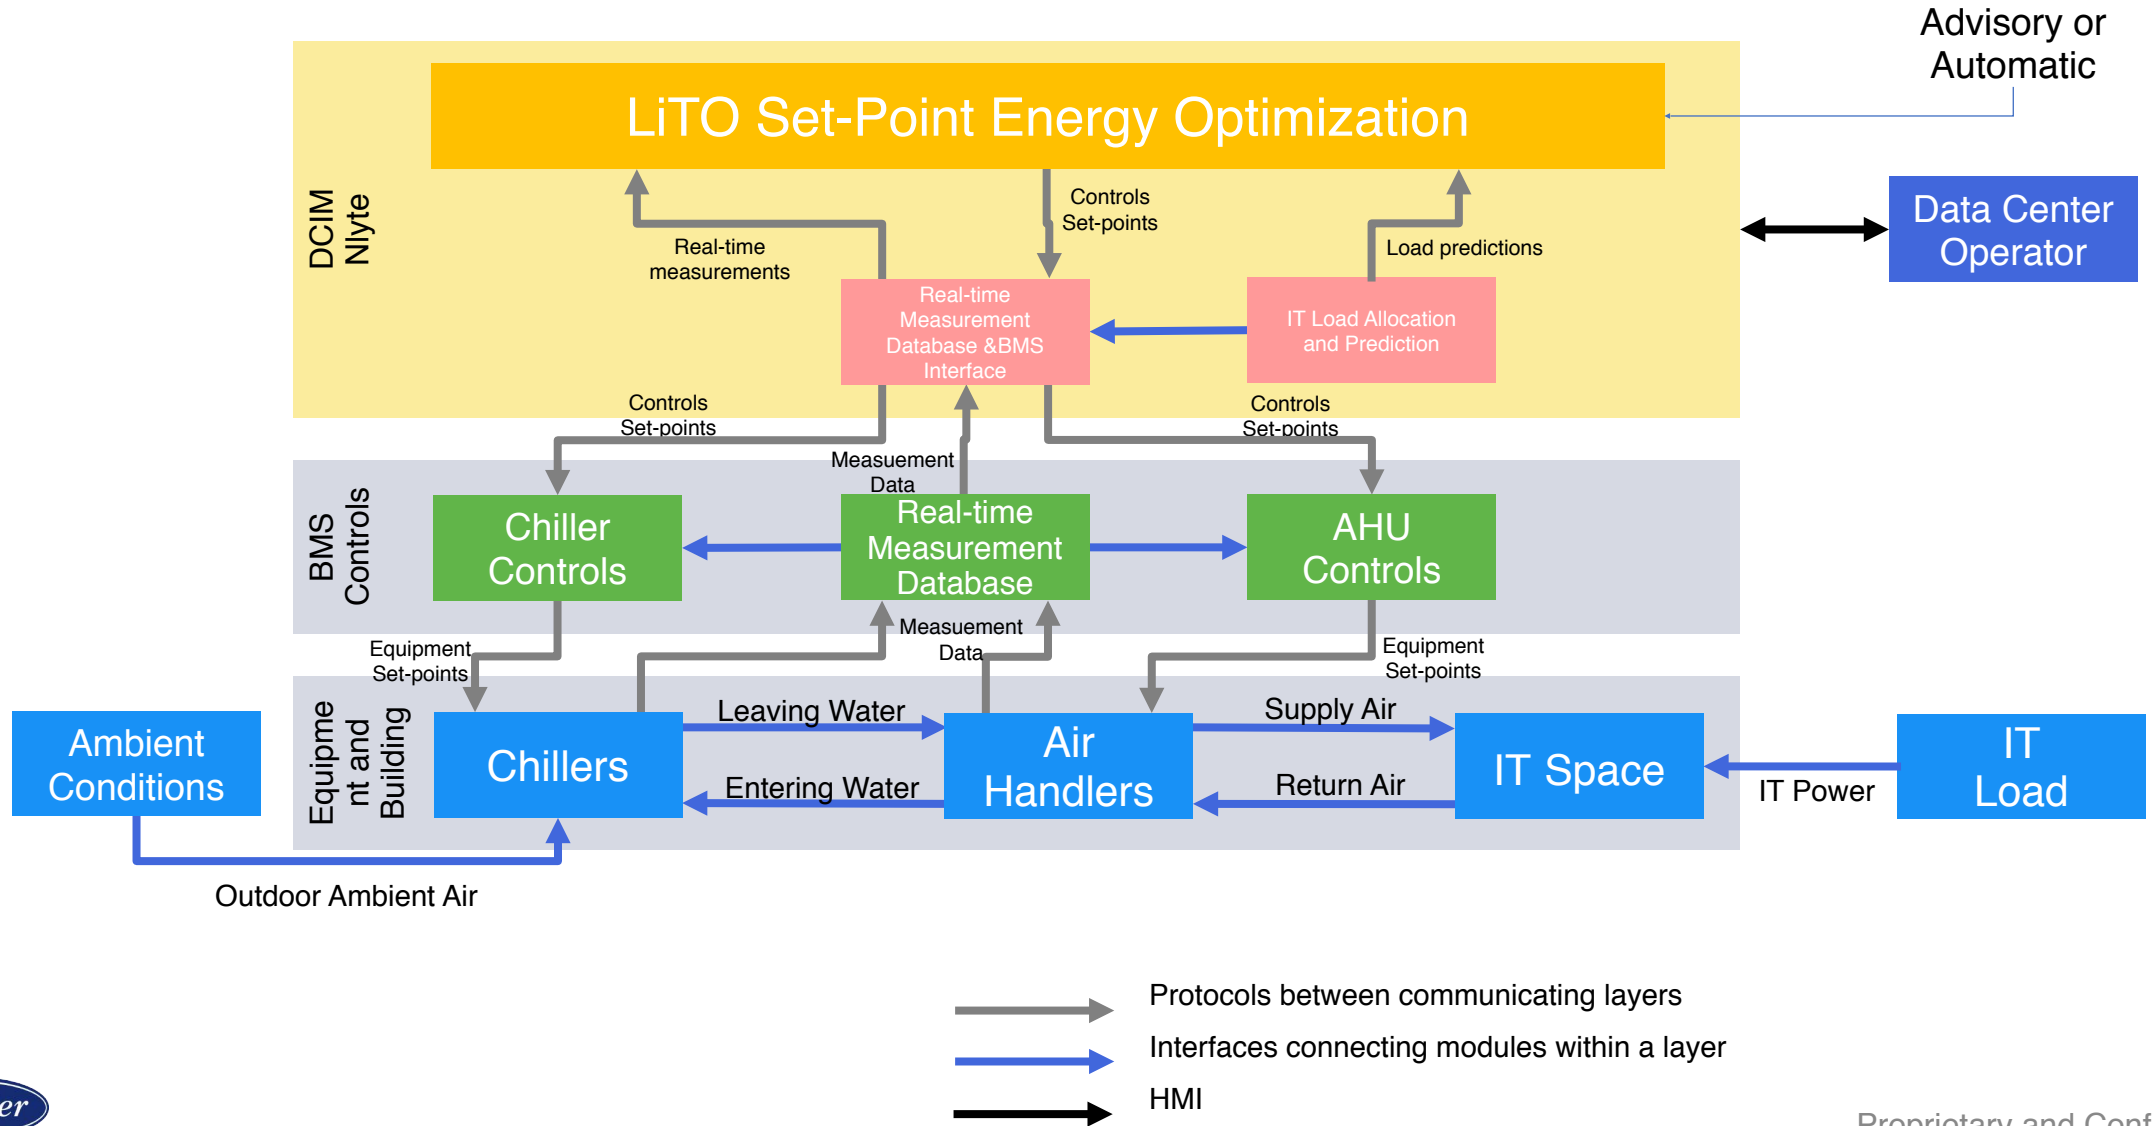 Advisory or
Automatic
LiTO Set-Point Energy Optimization
DCIM
Nlyte
Controls
Set-points
Real-time
measurements
Load predictions
Data Center
Operator
Real-time
Measurement
Database &BMS
Interface
IT Load Allocation
and Prediction
Controls
Set-points
Controls
Set-points
Measuement
Data
BMS
Controls
Chiller
Controls
Real-time
Measurement
Database
AHU
Controls
Equipment
Set-points
Measuement
Data
Equipment
Set-points
Equipme
nt and
Building
Ambient
Conditions
Chillers
Leaving Water
Entering Water
Air
Handlers
Supply Air
Return Air
IT Space
IT Power
IT
Load
Outdoor Ambient Air
Protocols between communicating layers
Interfaces connecting modules within a layer
HMI
er
Proprietary and Conf